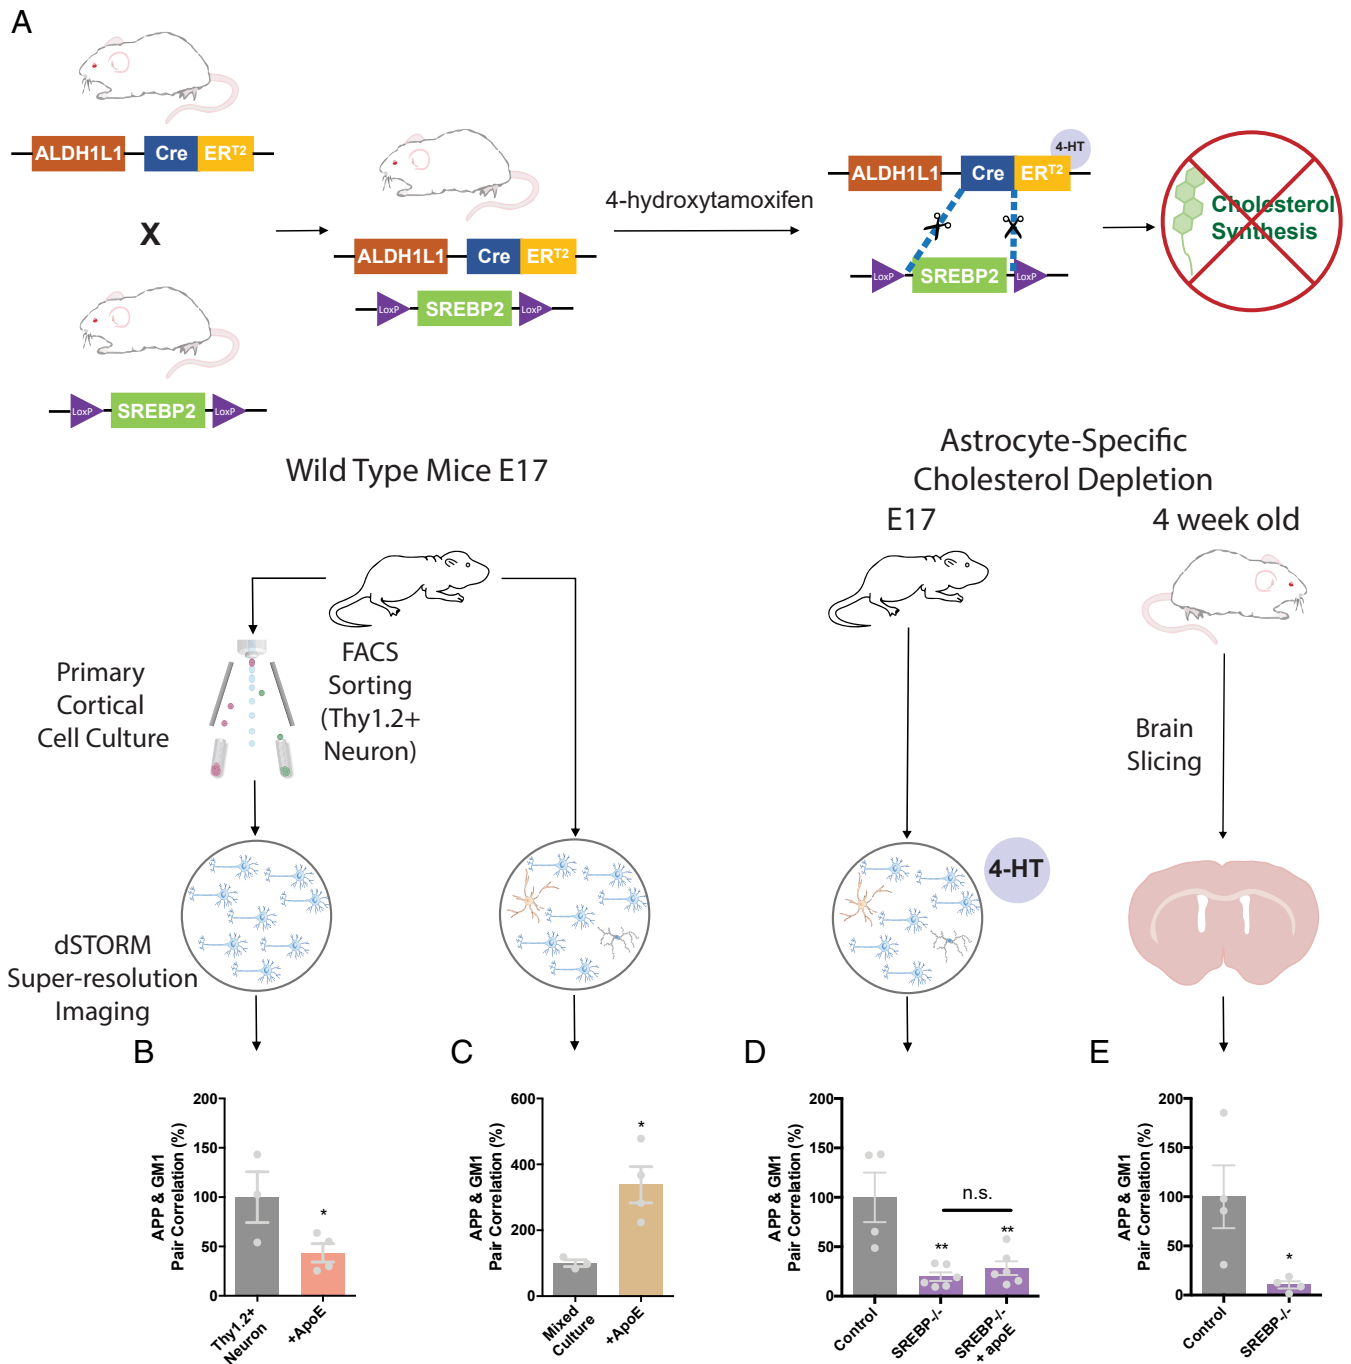 A
ALDH1L1 Cre ERT2
X
LoxP SREBP2 LoxP
ALDH1L1 Cre ERT2
LoxP SREBP2 LoxP
4-hydroxytamoxifen
4-HT
ALDH1L1 Cre ERT2
LoxP SREBP2 LoxP
Cholesterol
Synthesis
Wild Type Mice E17
Astrocyte-Specific
Cholesterol Depletion
E17
4 week old
Primary
Cortical
Cell Culture
FACS
Sorting
(Thy1.2+
Neuron)
Brain
Slicing
4-HT
dSTORM
Super-resolution
Imaging
B
APP & GM1
Pair Correlation (%)
200
150
100
50
0
*
Thy1.2+
Neuron
+ApoE
C
APP & GM1
Pair Correlation (%)
600
400
200
0
*
Mixed
Culture
+ApoE
D
APP & GM1
Pair Correlation (%)
200
150
100
50
0
n.s.
**
**
Control
SREBP-/-
SREBP-/-
+ apoE
E
APP & GM1
Pair Correlation (%)
200
150
100
50
0
*
Control
SREBP-/-